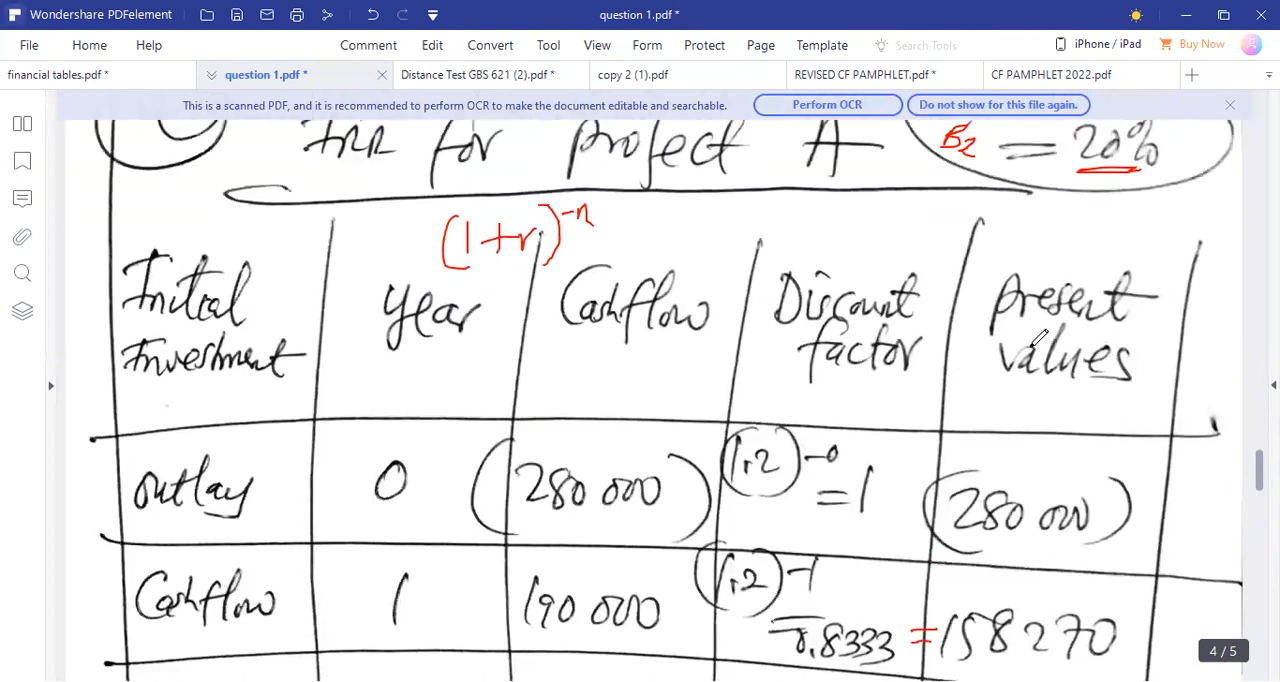 Wondershare PDFelement
question 1.pdf *
File Home Help Comment Edit Convert Tool View Form Protect Page Template Search Tools iPhone / iPad Buy Now
financial tables.pdf * question 1.pdf * Distance Test GBS 621 (2).pdf * copy 2 (1).pdf REVISED CF PAMPHLET.pdf * CF PAMPHLET 2022.pdf
This is a scanned PDF, and it is recommended to perform OCR to make the document editable and searchable. Perform OCR Do not show for this file again.
IRR for project A B2 = 20%
(1+r)^-n
Initial Investment year Cashflow Discount factor present values
outlay 0 (280 000) (1,2)^-0 = 1 (280 000)
Cashflow 1 190 000 (1,2)^-1
0,8333 = 158 270
4 / 5